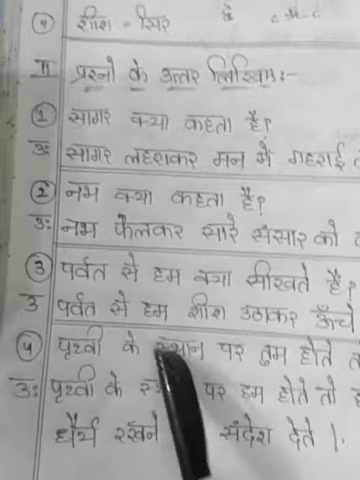 ४ शीश = सिर
II प्रश्नो के उत्तर लिखिए:-
① सागर क्या कहता है?
उः सागर लहराकर मन में गहराई
② नभ क्या कहता है?
उः नभ फैलकर सारे संसार को
③ पर्वत से हम क्या सीखते है?
उ पर्वत से हम शीश उठाकर ऊँचे
④ पृथ्वी के स्थान पर तुम होते
उः पृथ्वी के पर हम होते तो
धैर्य रखने संदेश देते ।